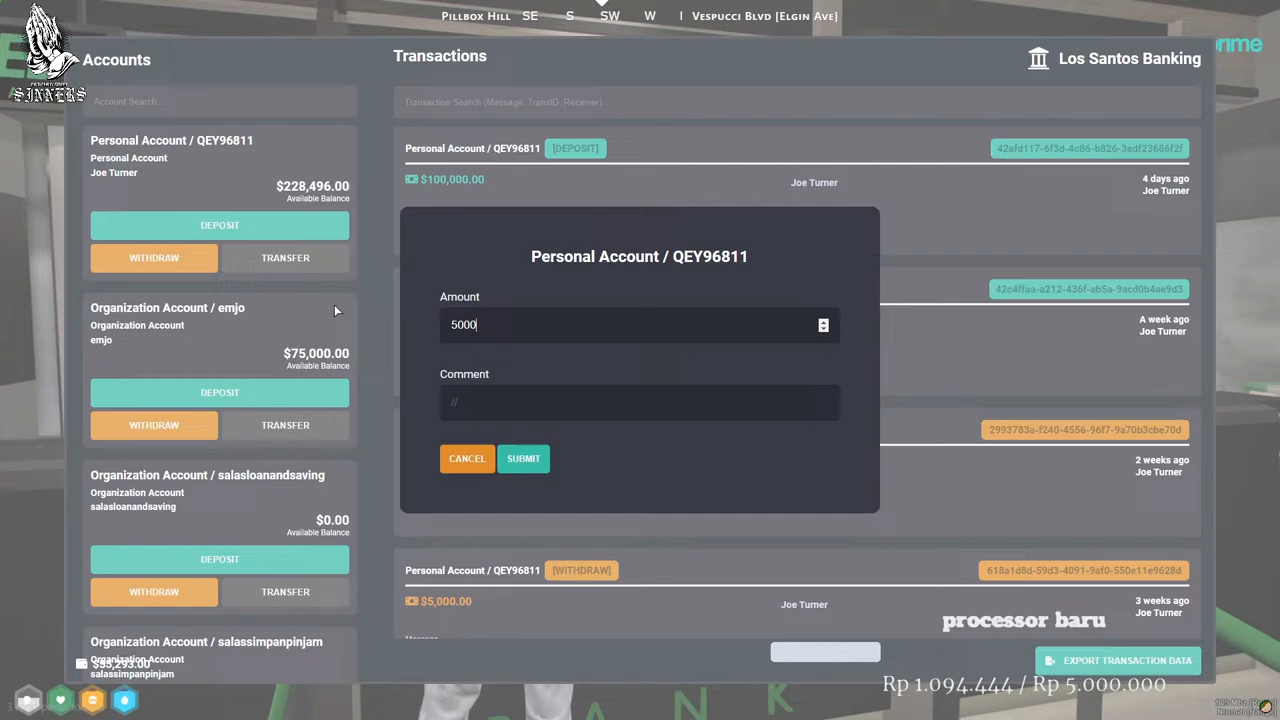 Pillbox Hill SE S SW W | Vespucci Blvd [Elgin Ave]
SINNERS
prime
Accounts
Account Search...
Personal Account / QEY96811
Personal Account
Joe Turner
$228,496.00
Available Balance
DEPOSIT
WITHDRAW TRANSFER
Organization Account / emjo
Organization Account
emjo
$75,000.00
Available Balance
DEPOSIT
WITHDRAW TRANSFER
Organization Account / salasloanandsaving
Organization Account
salasloanandsaving
$0.00
Available Balance
DEPOSIT
WITHDRAW TRANSFER
Organization Account / salassimpanpinjam
Organization Account
salassimpanpinjam
Transactions
Los Santos Banking
Transaction Search (Message, TransID, Receiver).
Personal Account / QEY96811 [DEPOSIT] 42afd117-6f3d-4c86-b826-3edf23686f2f
$100,000.00 Joe Turner 4 days ago
Joe Turner
42c4ffaa-a212-436f-ab5a-9acd0b4ae9d3
A week ago
Joe Turner
2993783a-f240-4556-96f7-9a70b3cbe70d
2 weeks ago
Joe Turner
Personal Account / QEY96811 [WITHDRAW] 618a1d8d-59d3-4091-9af0-550e11e9628d
$5,000.00 Joe Turner 3 weeks ago
Joe Turner
Personal Account / QEY96811
Amount
5000
Comment
//
CANCEL SUBMIT
processor baru
EXPORT TRANSACTION DATA
Rp 1.094.444 / Rp 5.000.000
N K